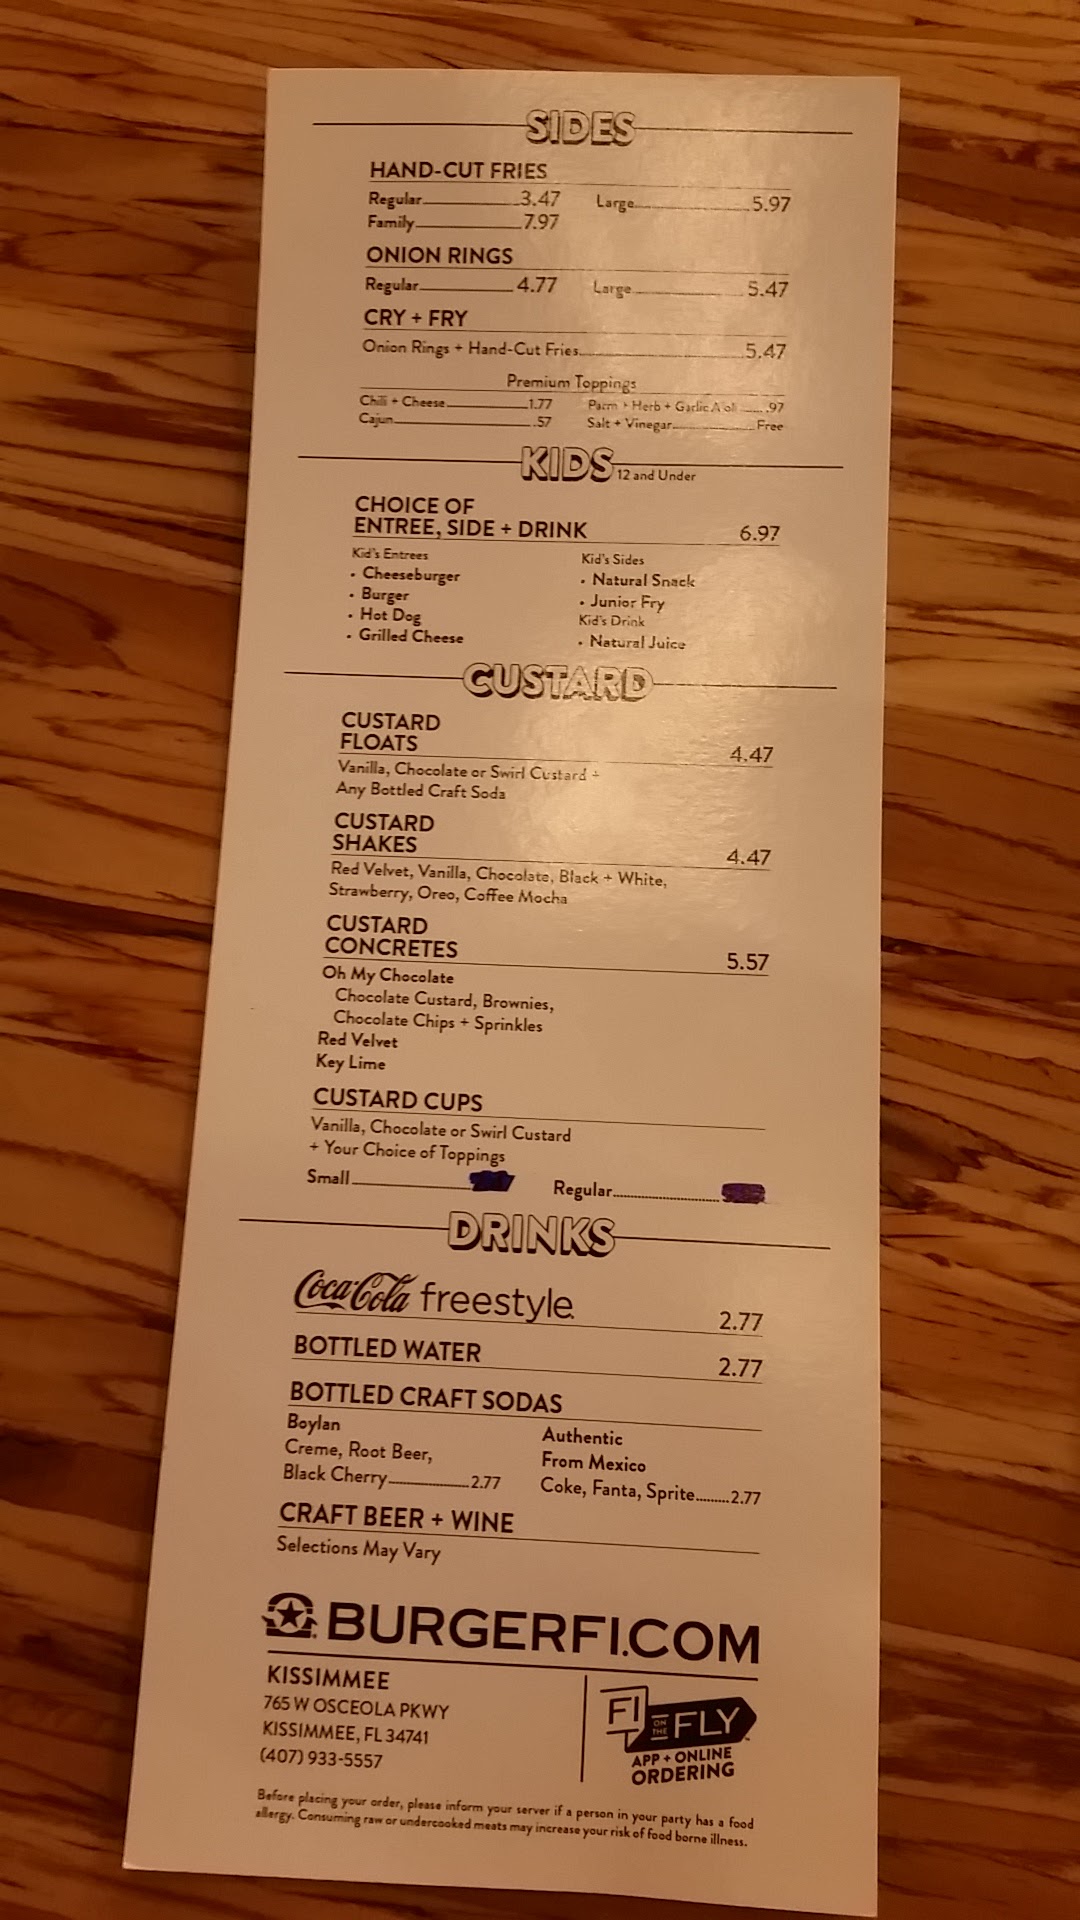 SIDES
HAND-CUT FRIES
Regular 3.47 Large 5.97
Family 7.97
ONION RINGS
Regular 4.77 Large 5.47
CRY + FRY
Onion Rings + Hand-Cut Fries 5.47
Premium Toppings
Chili + Cheese 1.77 Parm + Herb + Garlic Aioli .97
Cajun .57 Salt + Vinegar Free
KIDS 12 and Under
CHOICE OF
ENTREE, SIDE + DRINK 6.97
Kid's Entrees
• Cheeseburger
• Burger
• Hot Dog
• Grilled Cheese
Kid's Sides
• Natural Snack
• Junior Fry
Kid's Drink
• Natural Juice
CUSTARD
CUSTARD
FLOATS 4.47
Vanilla, Chocolate or Swirl Custard +
Any Bottled Craft Soda
CUSTARD
SHAKES 4.47
Red Velvet, Vanilla, Chocolate, Black + White,
Strawberry, Oreo, Coffee Mocha
CUSTARD
CONCRETES 5.57
Oh My Chocolate
Chocolate Custard, Brownies,
Chocolate Chips + Sprinkles
Red Velvet
Key Lime
CUSTARD CUPS
Vanilla, Chocolate or Swirl Custard
+ Your Choice of Toppings
Small Regular
DRINKS
Coca-Cola freestyle 2.77
BOTTLED WATER 2.77
BOTTLED CRAFT SODAS
Boylan
Creme, Root Beer,
Black Cherry 2.77
Authentic
From Mexico
Coke, Fanta, Sprite 2.77
CRAFT BEER + WINE
Selections May Vary
BURGERFI.COM
KISSIMMEE
765 W OSCEOLA PKWY
KISSIMMEE, FL 34741
(407) 933-5557
FI ON THE FLY
APP + ONLINE
ORDERING
Before placing your order, please inform your server if a person in your party has a food
allergy. Consuming raw or undercooked meats may increase your risk of food borne illness.